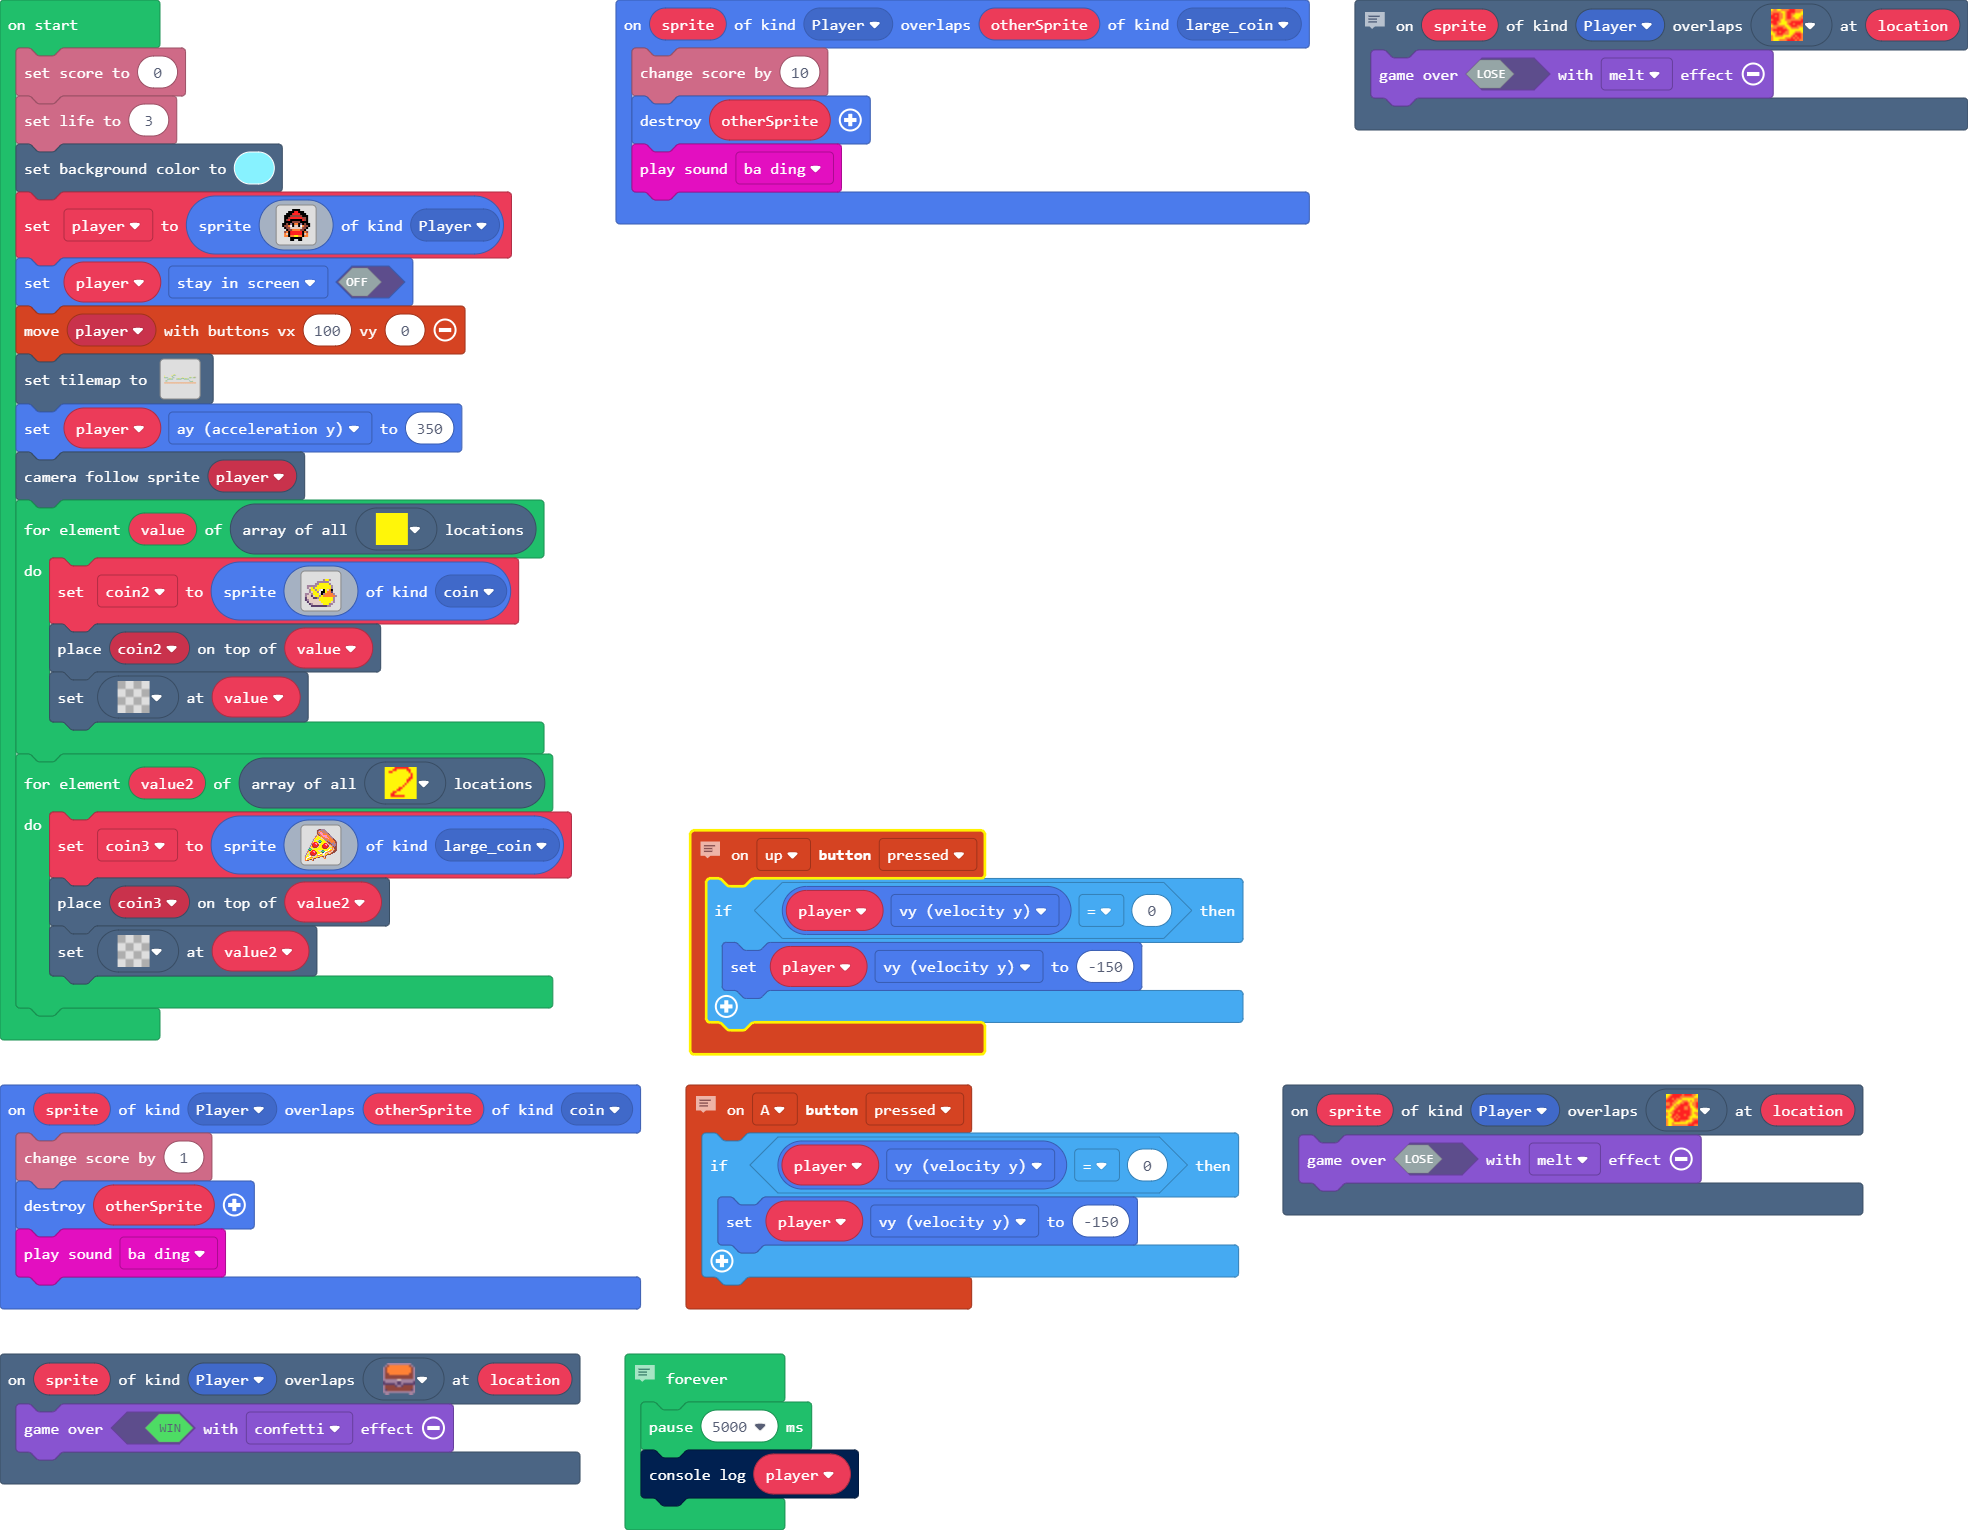 on start
set score to 0
set life to 3
set background color to
set player to sprite of kind Player
set player stay in screen OFF
move player with buttons vx 100 vy 0
set tilemap to
set player ay (acceleration y) to 350
camera follow sprite player
for element value of array of all locations
do
set coin2 to sprite of kind coin
place coin2 on top of value
set at value
for element value2 of array of all 2 locations
do
set coin3 to sprite of kind large_coin
place coin3 on top of value2
set at value2
on sprite of kind Player overlaps otherSprite of kind large_coin
change score by 10
destroy otherSprite
play sound ba ding
on sprite of kind Player overlaps at location
game over LOSE with melt effect
on up button pressed
if player vy (velocity y) = 0 then
set player vy (velocity y) to -150
on sprite of kind Player overlaps otherSprite of kind coin
change score by 1
destroy otherSprite
play sound ba ding
on A button pressed
if player vy (velocity y) = 0 then
set player vy (velocity y) to -150
on sprite of kind Player overlaps at location
game over LOSE with melt effect
on sprite of kind Player overlaps at location
game over WIN with confetti effect
forever
pause 5000 ms
console log player